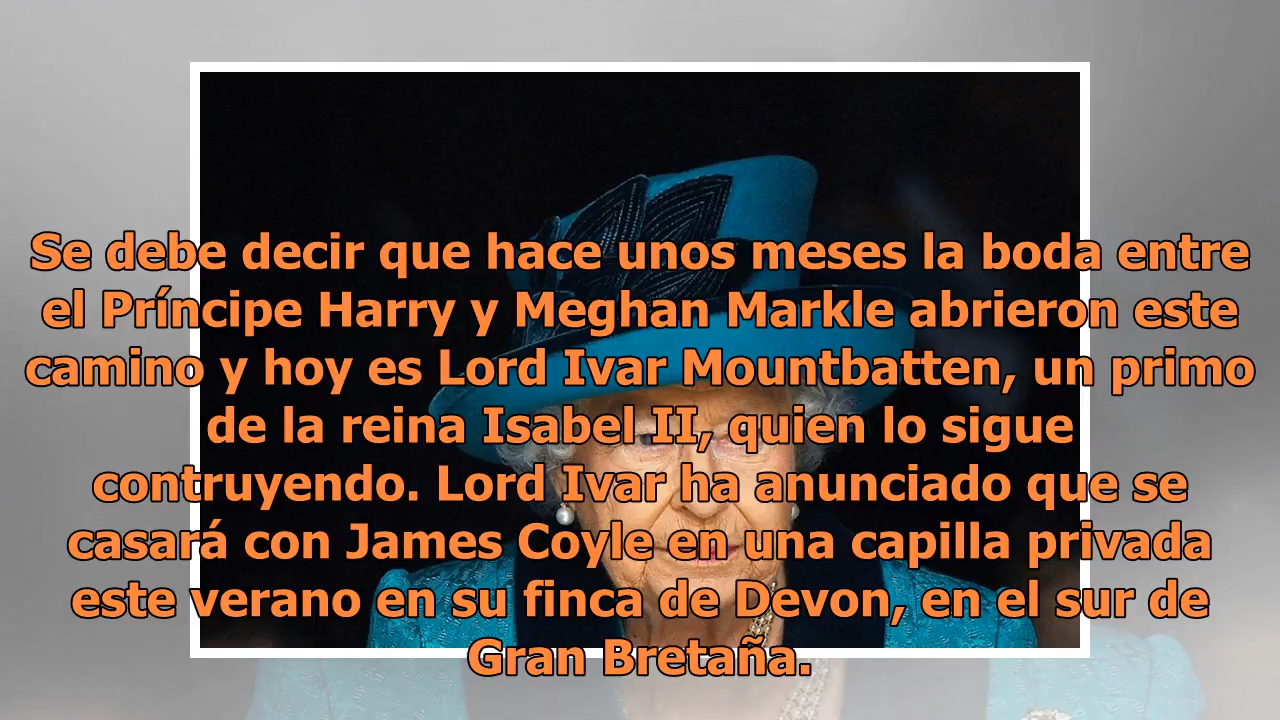 Se debe decir que hace unos meses la boda entre
el Príncipe Harry y Meghan Markle abrieron este
camino y hoy es Lord Ivar Mountbatten, un primo
de la reina Isabel II, quien lo sigue
contruyendo. Lord Ivar ha anunciado que se
casará con James Coyle en una capilla privada
este verano en su finca de Devon, en el sur de
Gran Bretaña.